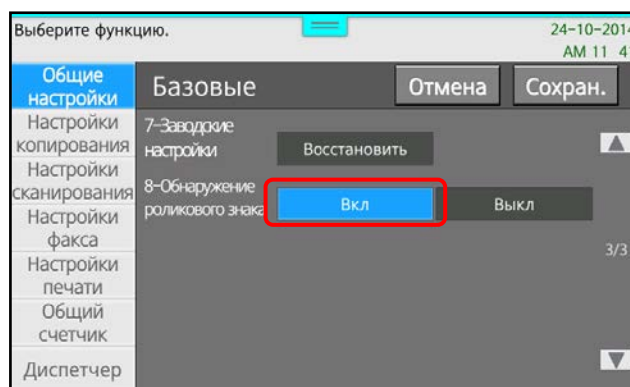 Выберите функцию.
24-10-2014
AM 11 4
Общие
настройки
Базовые
Отмена
Сохран.
Настройки
копирования
7-Заводские
настройки
Восстановить
Настройки
сканирования
8-Обнаружение
роликового знака
Вкл
Выкл
Настройки
факса
3/3
Настройки
печати
Общий
счетчик
Диспетчер